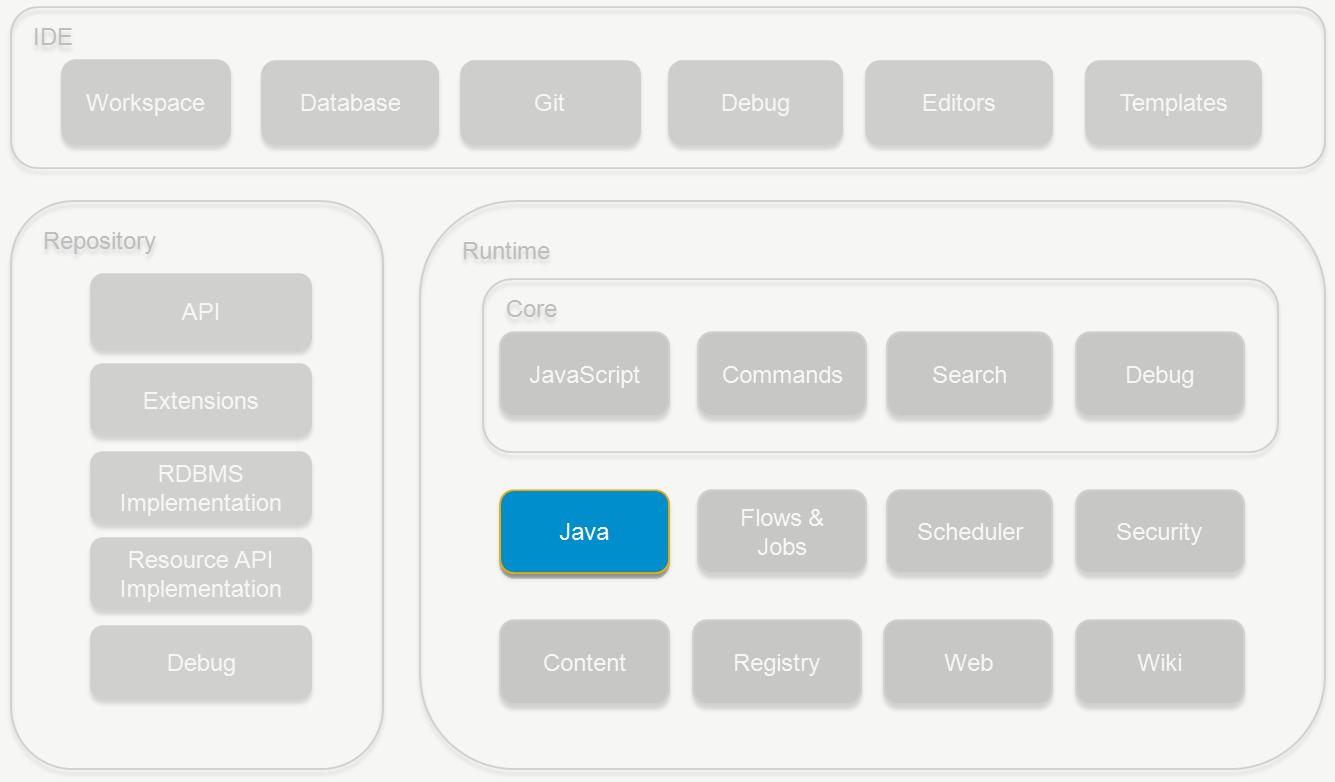 IDE
Workspace
Database
Git
Debug
Editors
Templates
Repository
API
Extensions
RDBMS
Implementation
Resource API
Implementation
Debug
Runtime
Core
JavaScript
Commands
Search
Debug
Java
Flows &
Jobs
Scheduler
Security
Content
Registry
Web
Wiki